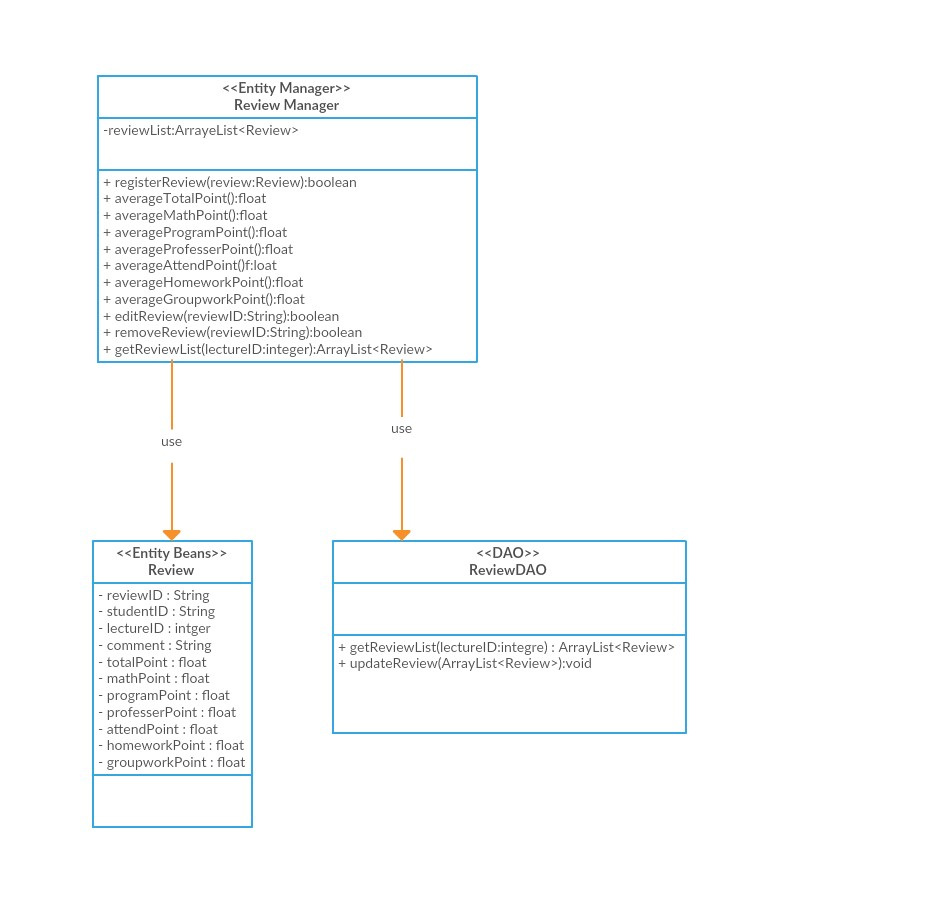 <<Entity Manager>>
Review Manager
-reviewList:ArrayeList<Review>
+ registerReview(review:Review):boolean
+ averageTotalPoint():float
+ averageMathPoint():float
+ averageProgramPoint():float
+ averageProfesserPoint():float
+ averageAttendPoint()f:loat
+ averageHomeworkPoint():float
+ averageGroupworkPoint():float
+ editReview(reviewID:String):boolean
+ removeReview(reviewID:String):boolean
+ getReviewList(lectureID:integer):ArrayList<Review>
use
use
<<Entity Beans>>
Review
- reviewID : String
- studentID : String
- lectureID : intger
- comment : String
- totalPoint : float
- mathPoint : float
- programPoint : float
- professerPoint : float
- attendPoint : float
- homeworkPoint : float
- groupworkPoint : float
<<DAO>>
ReviewDAO
+ getReviewList(lectureID:integre) : ArrayList<Review>
+ updateReview(ArrayList<Review>):void